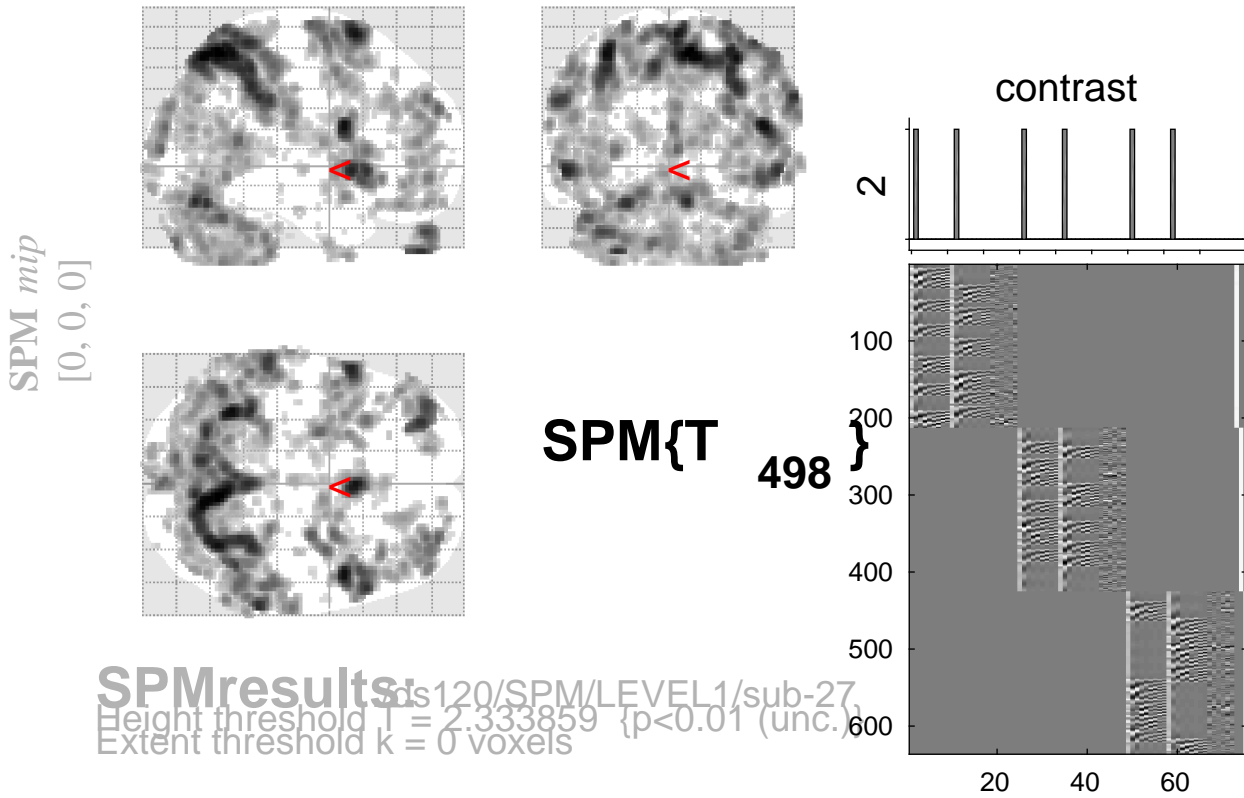 contrast
2
SPM mip
[0, 0, 0]
<
<
<
SPM{T498}
100
200
300
400
500
600
20 40 60
SPMresults: /ds120/SPM/LEVEL1/sub-27
Height threshold T = 2.333859 {p<0.01 (unc.)}
Extent threshold k = 0 voxels